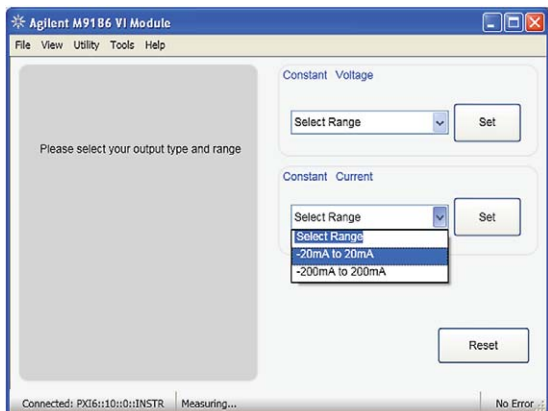 Agilent M9186 VI Module
File View Utility Tools Help
Please select your output type and range
Constant Voltage
Select Range
Set
Constant Current
Select Range
Set
Select Range
-20mA to 20mA
-200mA to 200mA
Reset
Connected: PXI6::10::0::INSTR
Measuring...
No Error